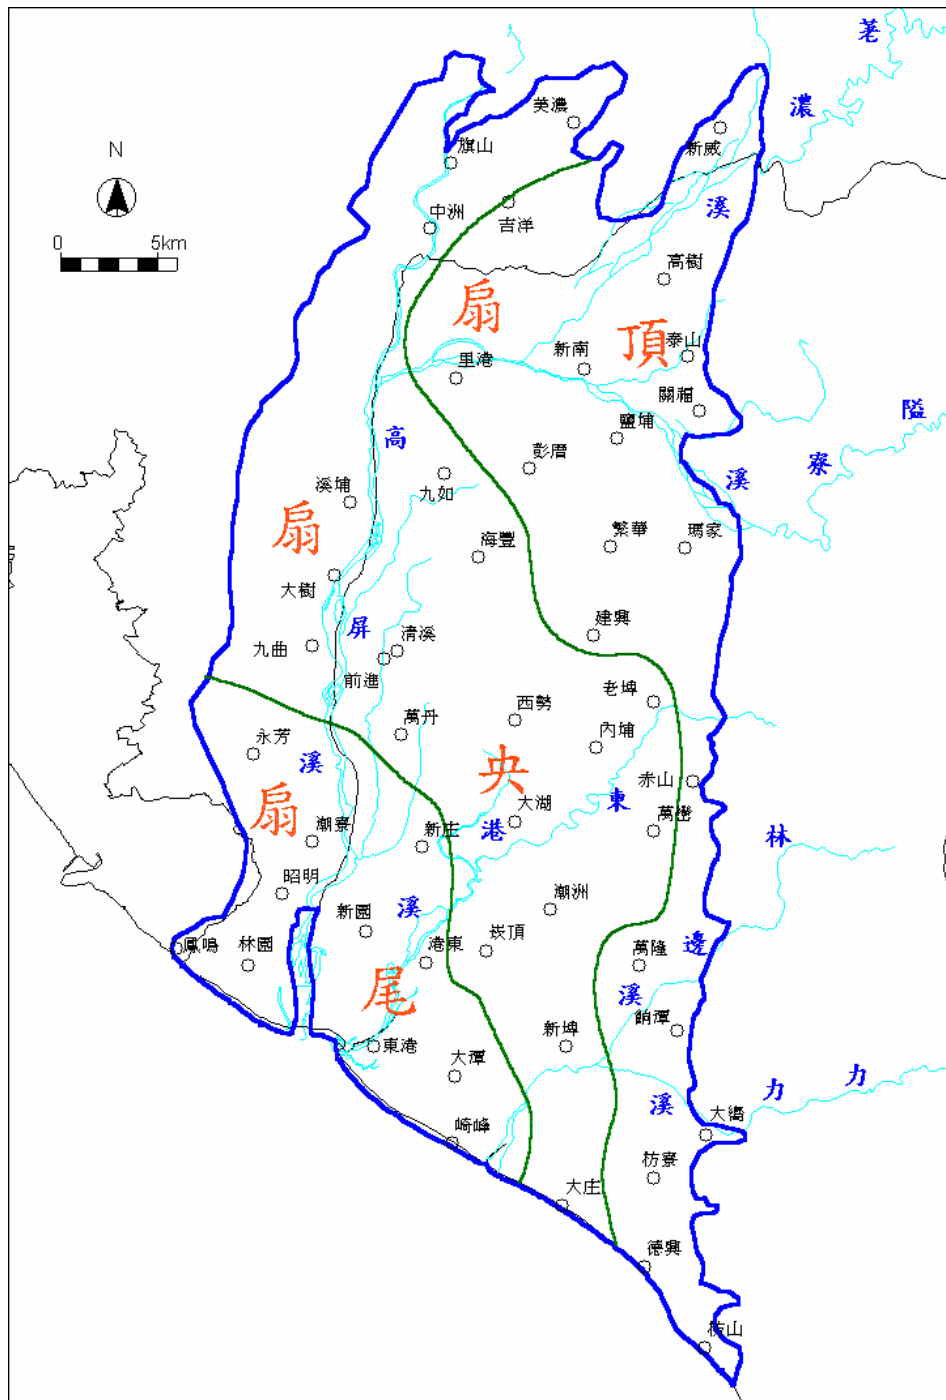 荖
濃
溪
N
0 5km
美濃
新威
旗山
中洲
吉洋
高樹
扇
頂
泰山
新南
里港
關福
隘
寮
溪
鹽埔
高
彭厝
九如
溪埔
扇
海豐
繁華
瑪家
大樹
屏
建興
九曲
清溪
前進
老埤
西勢
萬丹
內埔
永芳
溪
央
赤山
東
大湖
萬巒
扇
港
新庄
潮寮
林
昭明
潮洲
新園
溪
崁頂
邊
鳳鳴
林園
港東
萬隆
尾
溪
餉潭
新埤
東港
大潭
力
力
溪
大嚮
崎峰
枋寮
大庄
德興
枋山